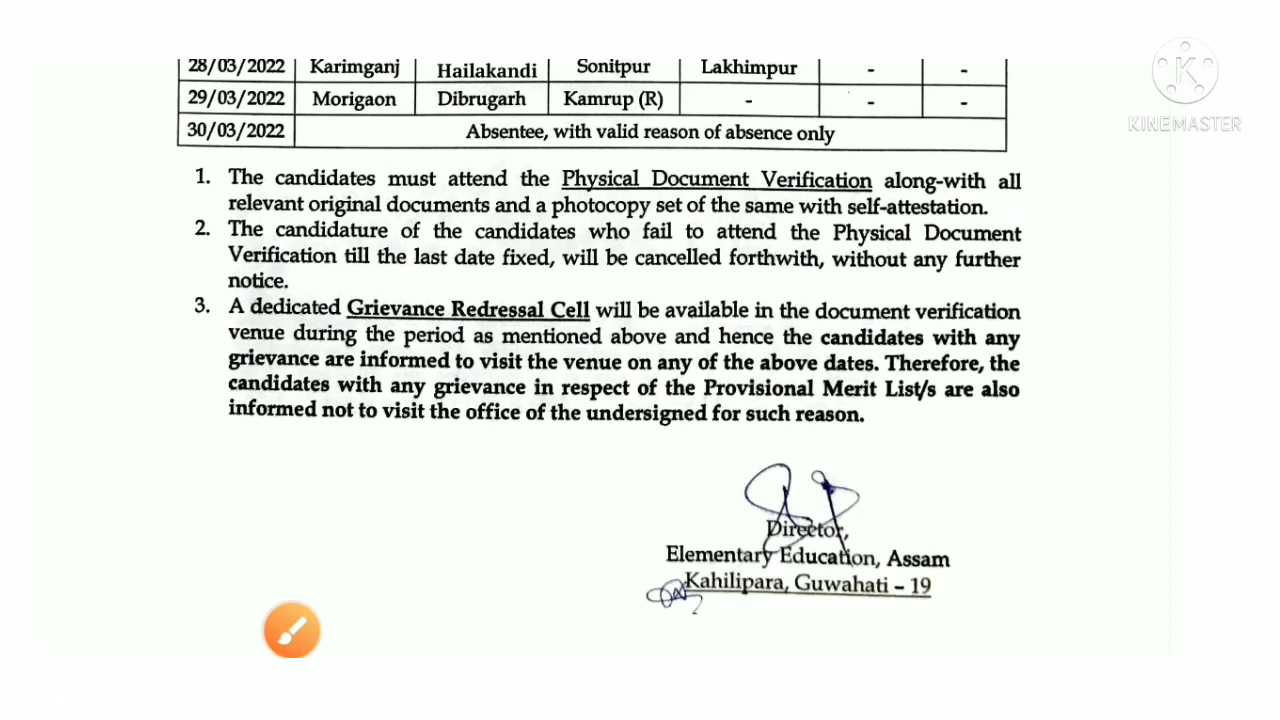 28/03/2022 Karimganj Hailakandi Sonitpur Lakhimpur - -
29/03/2022 Morigaon Dibrugarh Kamrup (R) - - -
30/03/2022 Absentee, with valid reason of absence only
1. The candidates must attend the Physical Document Verification along-with all
relevant original documents and a photocopy set of the same with self-attestation.
2. The candidature of the candidates who fail to attend the Physical Document
Verification till the last date fixed, will be cancelled forthwith, without any further
notice.
3. A dedicated Grievance Redressal Cell will be available in the document verification
venue during the period as mentioned above and hence the candidates with any
grievance are informed to visit the venue on any of the above dates. Therefore, the
candidates with any grievance in respect of the Provisional Merit List/s are also
informed not to visit the office of the undersigned for such reason.
Director,
Elementary Education, Assam
Kahilipara, Guwahati – 19
K
KINEMASTER